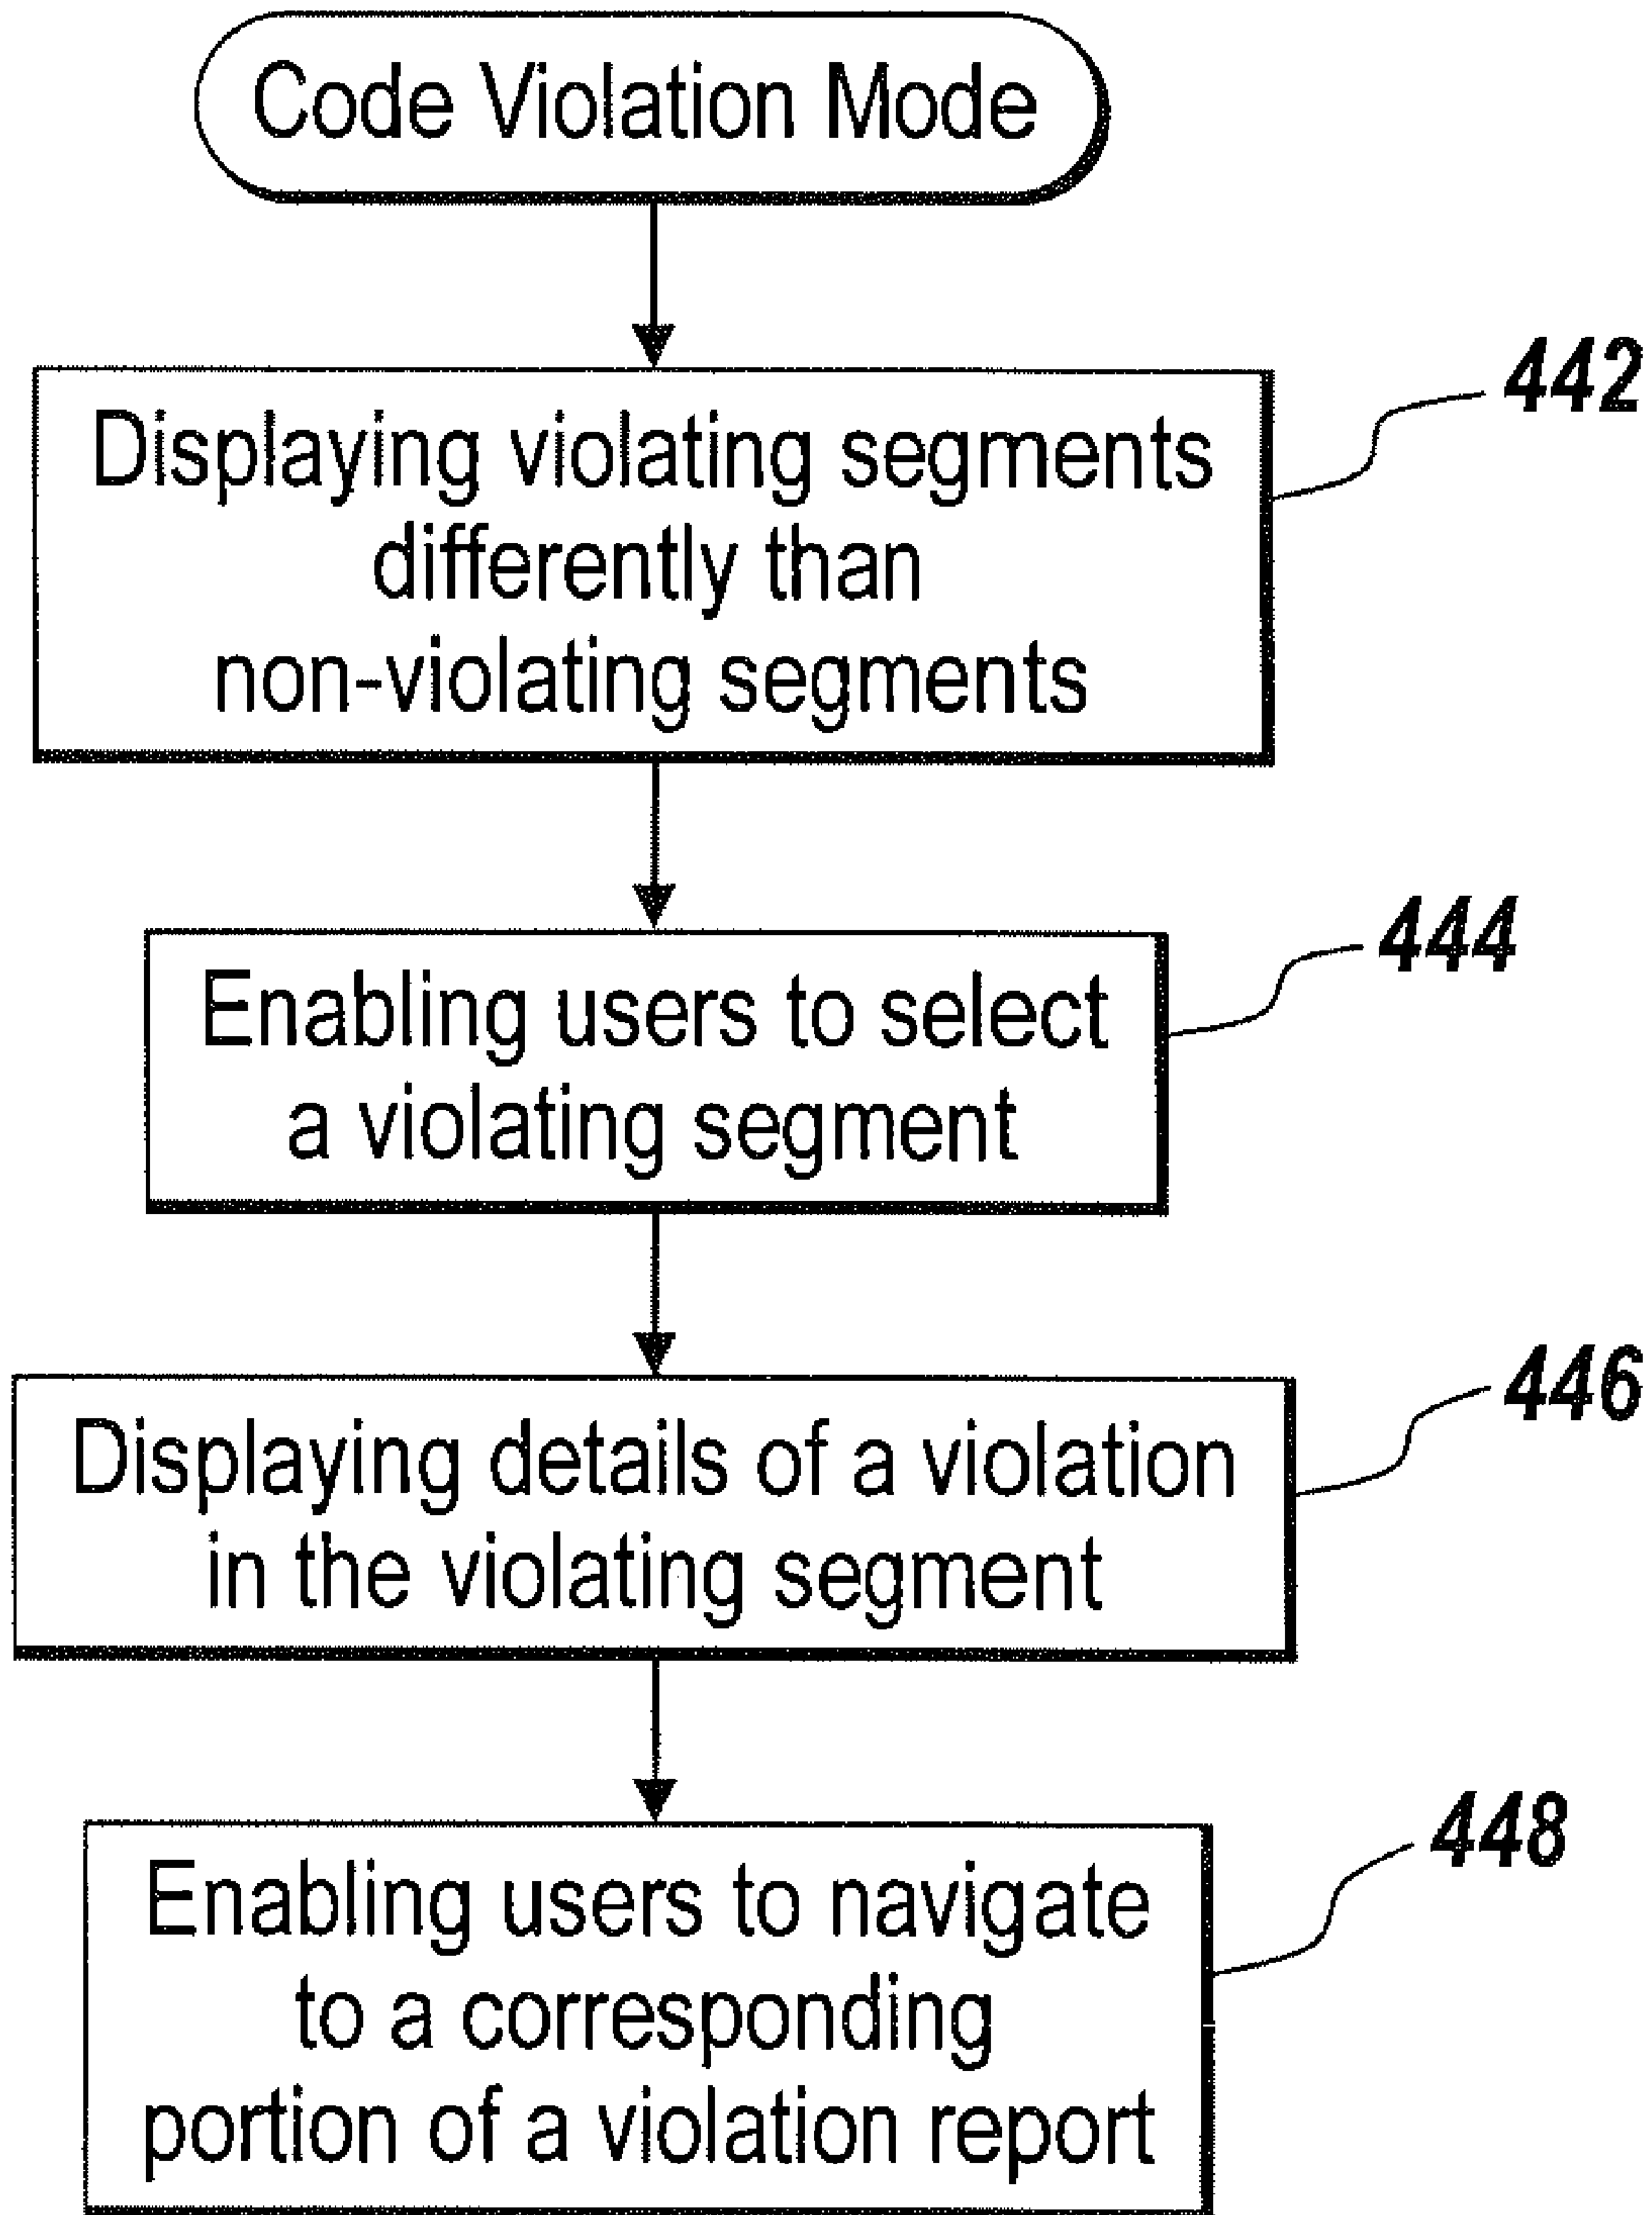 Code Violation Mode
442
Displaying violating segments
differently than
non-violating segments
444
Enabling users to select
a violating segment
446
Displaying details of a violation
in the violating segment
448
Enabling users to navigate
to a corresponding
portion of a violation report